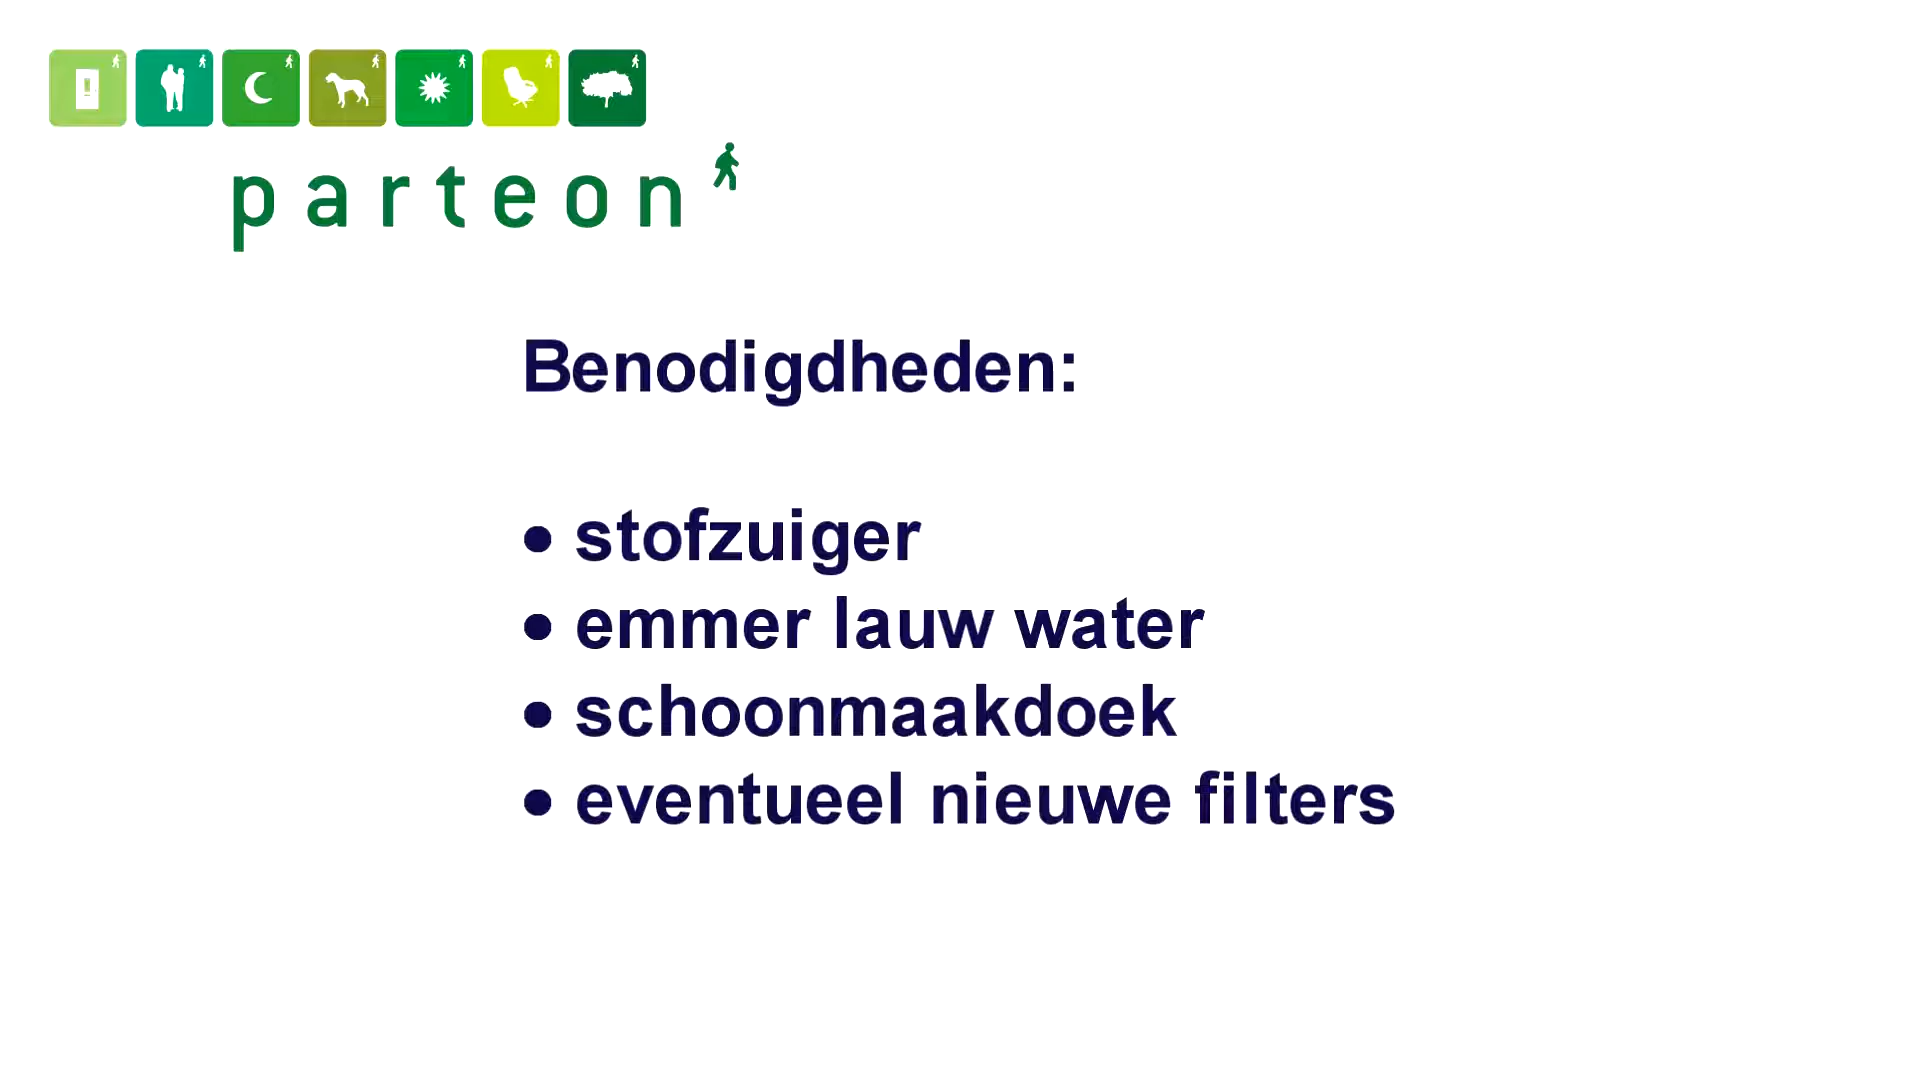 parteon
Benodigdheden:
• stofzuiger
• emmer lauw water
• schoonmaakdoek
• eventueel nieuwe filters